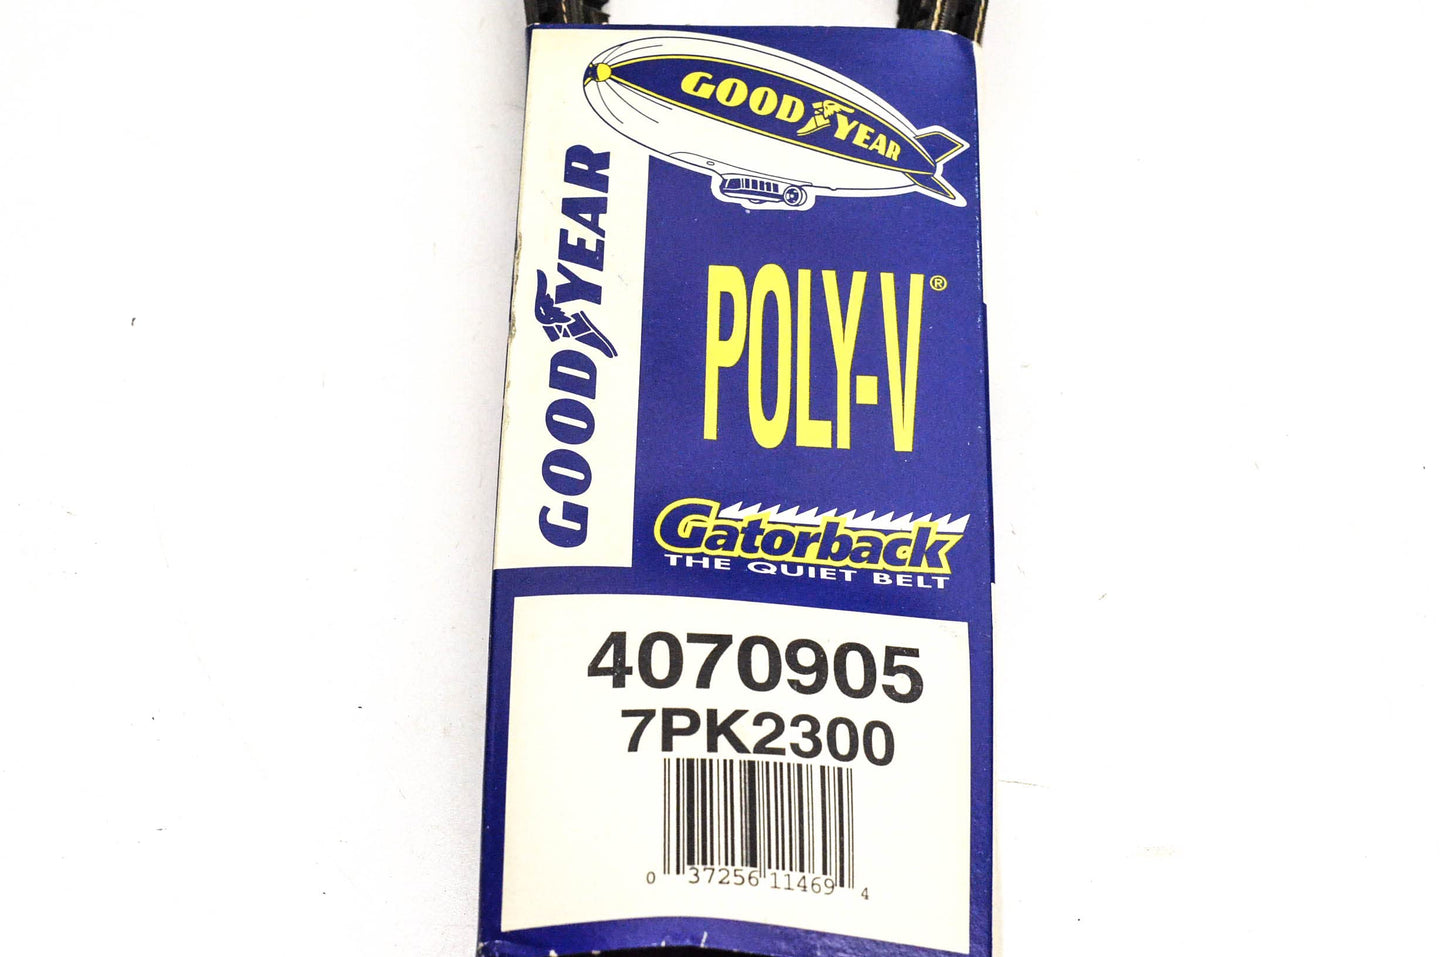 GOODYEAR
GOODYEAR
POLY-V®
Gatorback
THE QUIET BELT
4070905
7PK2300
0 37256 11469 4